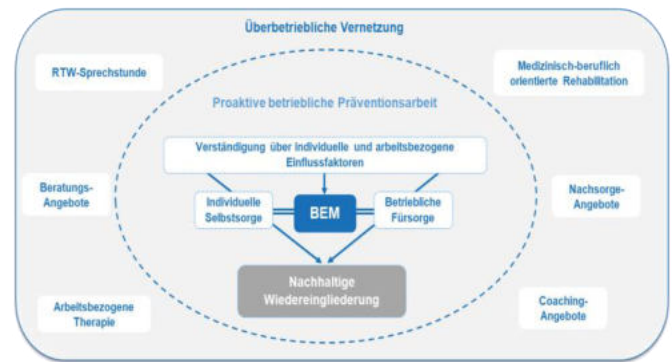 Überbetriebliche Vernetzung
RTW-Sprechstunde
Medizinisch-beruflich
orientierte Rehabilitation
Proaktive betriebliche Präventionsarbeit
Verständigung über Individuelle und arbeitsbezogene
Einflussfaktoren
Beratungs-
Angebote
Individuelle
Selbstsorge
BEM
Betriebliche
Fürsorge
Nachsorge-
Angebote
Nachhaltige
Wiedereingliederung
Arbeitsbezogene
Therapie
Coaching-
Angebote